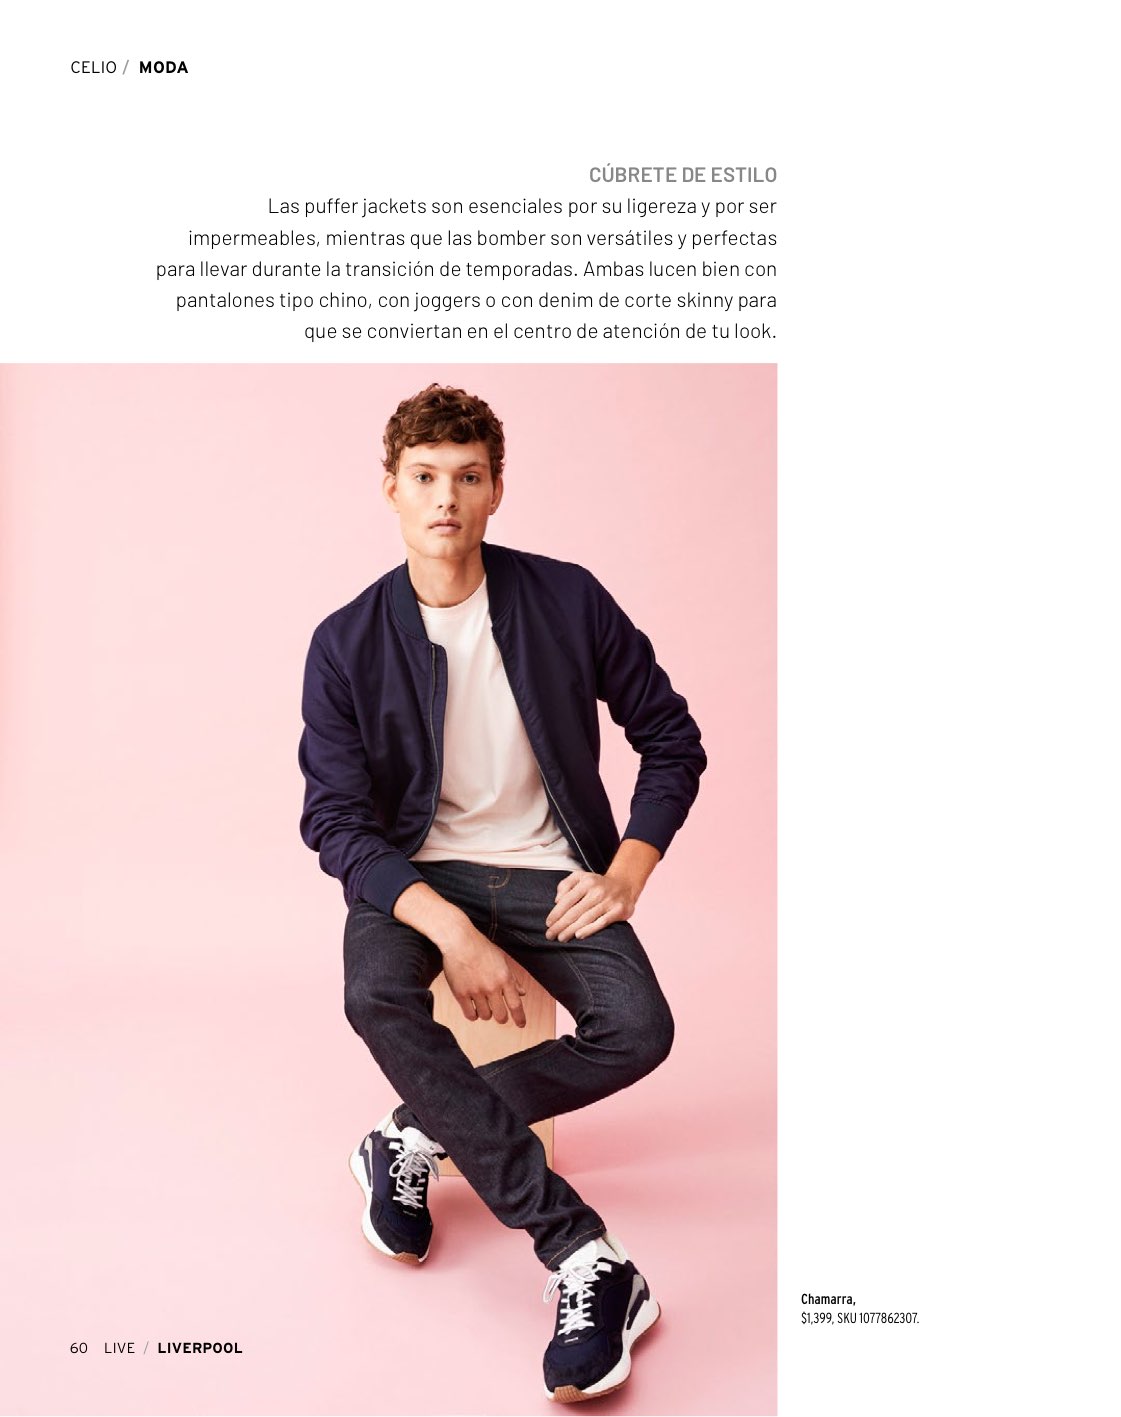 CELIO / MODA
CÚBRETE DE ESTILO
Las puffer jackets son esenciales por su ligereza y por ser
impermeables, mientras que las bomber son versátiles y perfectas
para llevar durante la transición de temporadas. Ambas lucen bien con
pantalones tipo chino, con joggers o con denim de corte skinny para
que se conviertan en el centro de atención de tu look.
Chamarra,
$1,399, SKU 1077862307.
60 LIVE / LIVERPOOL